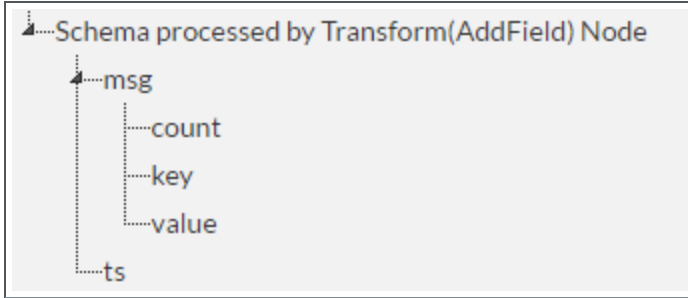 Schema processed by Transform(AddField) Node
msg
count
key
value
ts